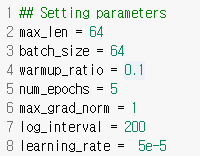 1 ## Setting parameters
2 max_len = 64
3 batch_size = 64
4 warmup_ratio = 0.1
5 num_epochs = 5
6 max_grad_norm = 1
7 log_interval = 200
8 learning_rate =  5e-5